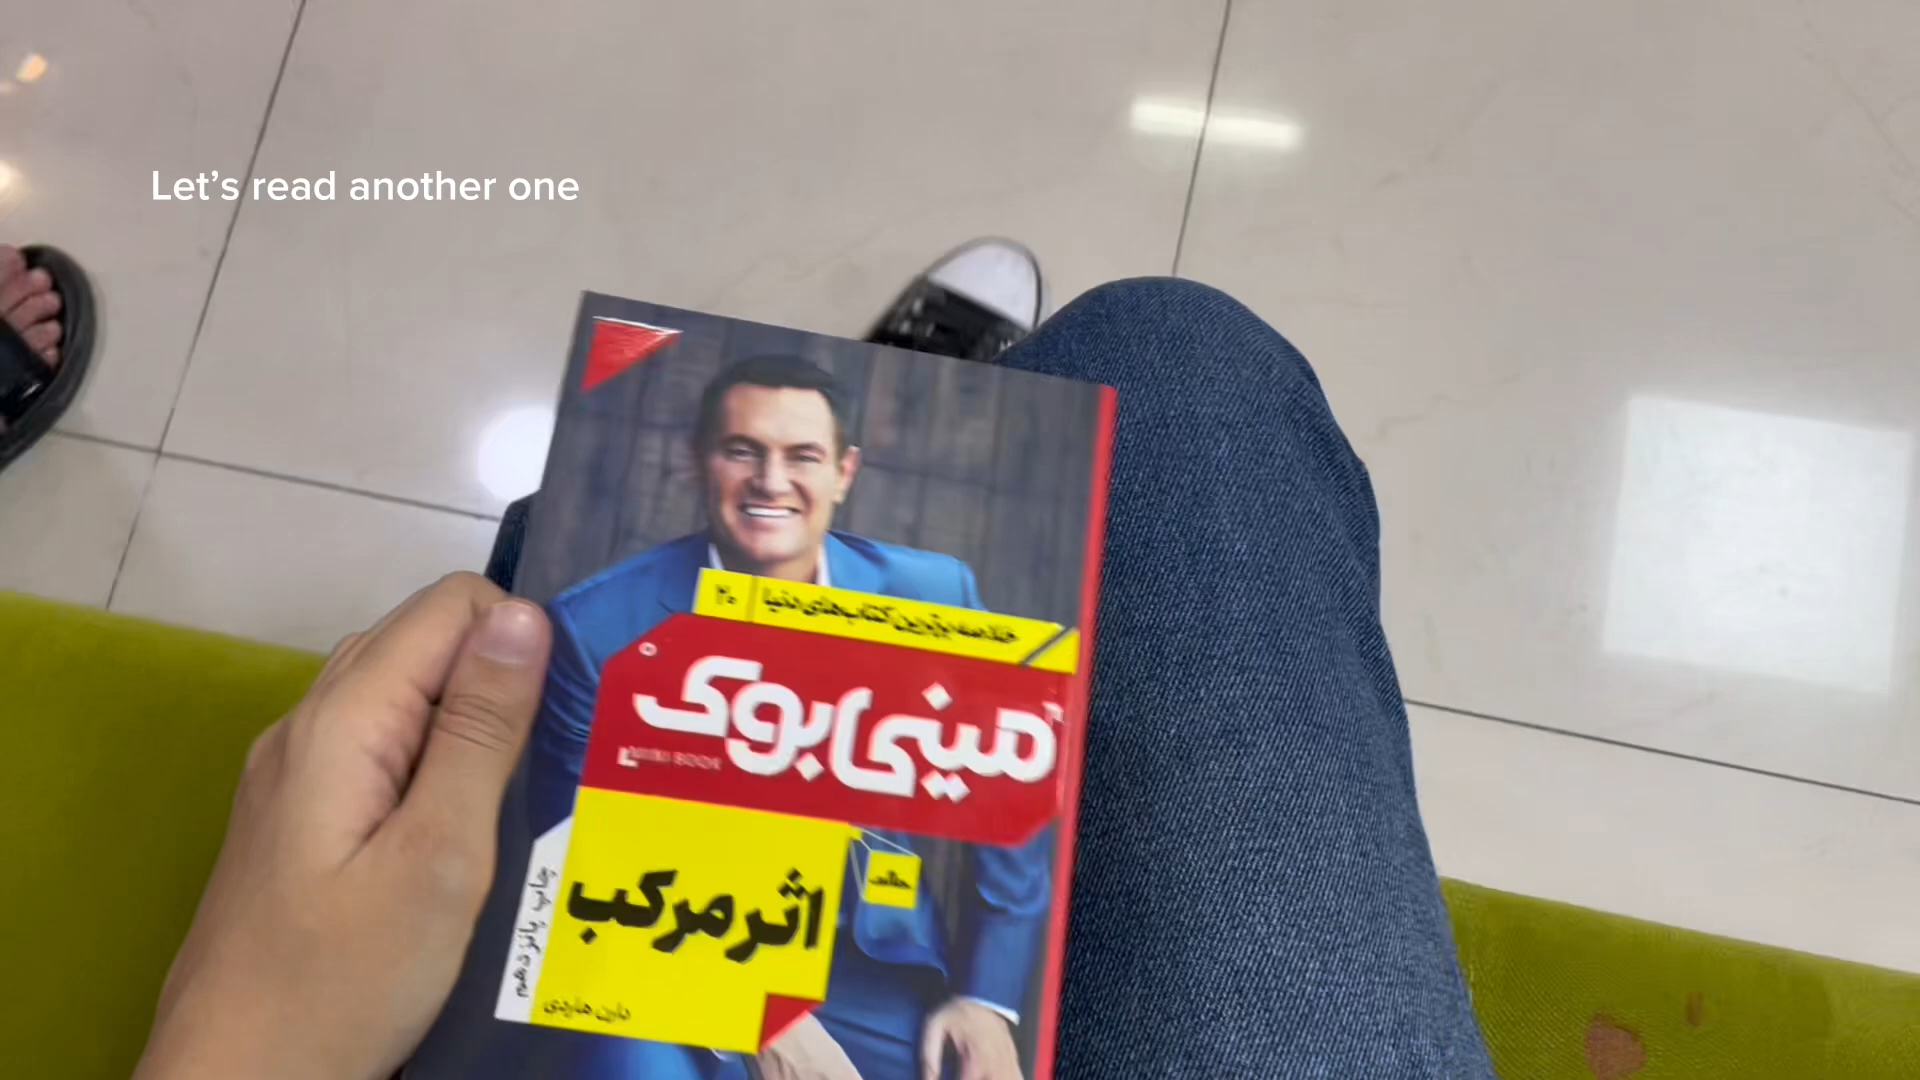 Let’s read another one
خلاصه برترین کتاب‌های دنیا | ۲۰
مینی‌بوک
MINI BOOK
اثر مرکب
دارن هاردی
چاپ پانزدهم